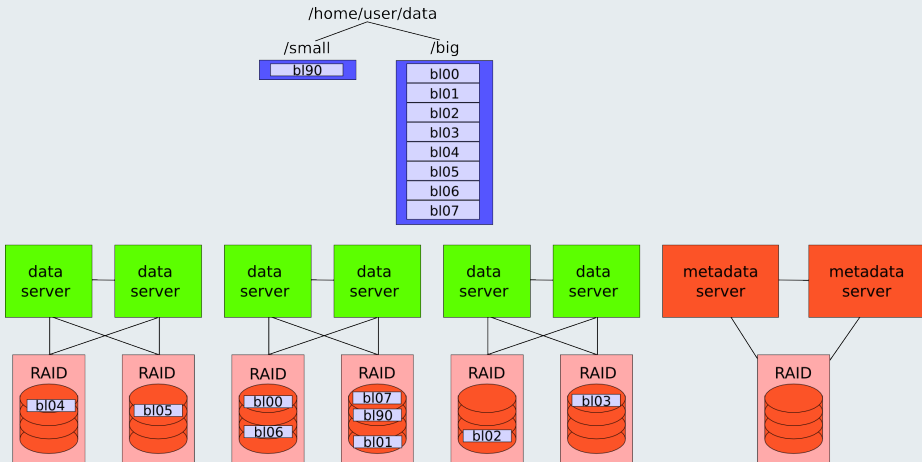 /home/user/data
/small
/big
bl90
bl00
bl01
bl02
bl03
bl04
bl05
bl06
bl07
data
server
data
server
data
server
data
server
data
server
data
server
metadata
server
metadata
server
RAID
bl04
RAID
bl05
RAID
bl00
bl06
RAID
bl07
bl90
bl01
RAID
bl02
RAID
bl03
RAID